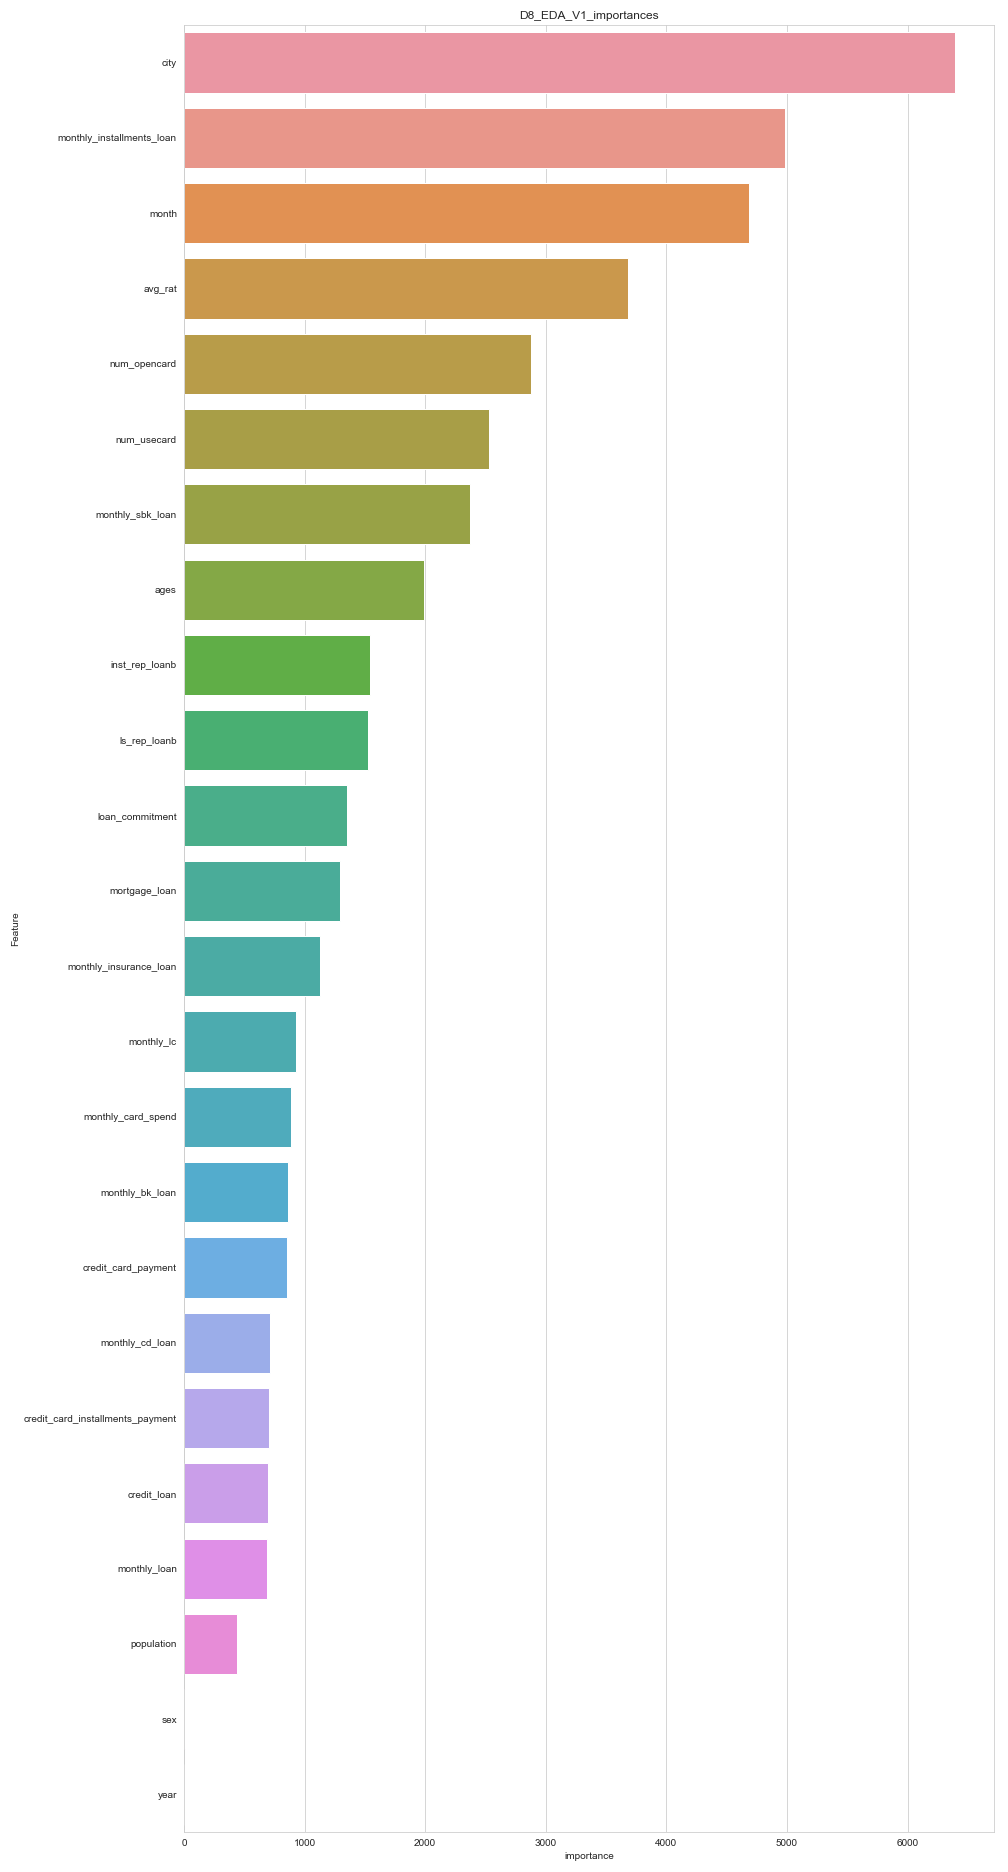 D8_EDA_V1_importances
city
monthly_installments_loan
month
avg_rat
num_opencard
num_usecard
monthly_sbk_loan
ages
inst_rep_loanb
ls_rep_loanb
loan_commitment
mortgage_loan
Feature
monthly_insurance_loan
monthly_lc
monthly_card_spend
monthly_bk_loan
credit_card_payment
monthly_cd_loan
credit_card_installments_payment
credit_loan
monthly_loan
population
sex
year
0 1000 2000 3000 4000 5000 6000
importance